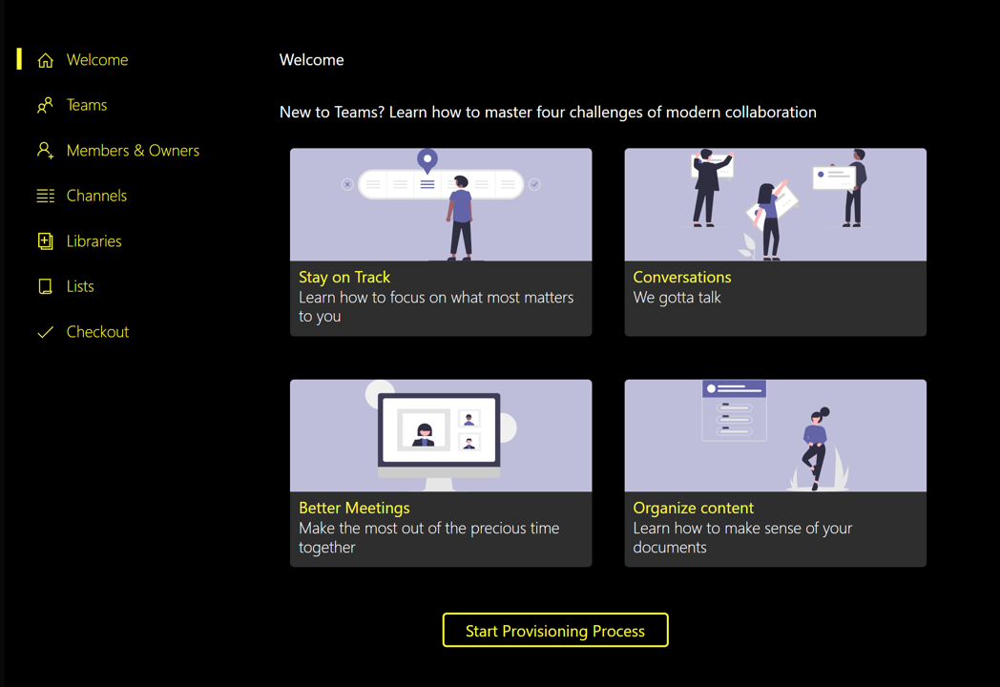 Welcome
Teams
Members & Owners
Channels
Libraries
Lists
Checkout
Welcome
New to Teams? Learn how to master four challenges of modern collaboration
Stay on Track
Learn how to focus on what most matters
to you
Conversations
We gotta talk
Better Meetings
Make the most out of the precious time
together
Organize content
Learn how to make sense of your
documents
Start Provisioning Process